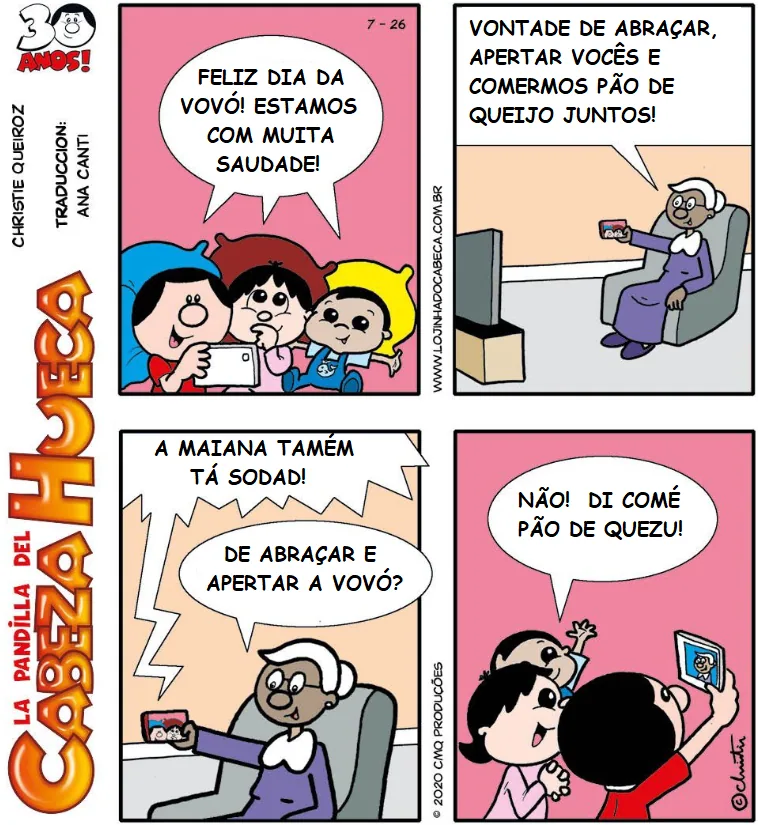 30
ANOS!
CHRISTIE QUEIROZ
TRADUCCION:
ANA CANTI
LA PANDILLA DEL
CABEZA HUECA
7 - 26
FELIZ DIA DA
VOVÓ! ESTAMOS
COM MUITA
SAUDADE!
WWW.LOJINHADOCABECA.COM.BR
VONTADE DE ABRAÇAR,
APERTAR VOCÊS E
COMERMOS PÃO DE
QUEIJO JUNTOS!
A MAIANA TAMÉM
TÁ SODAD!
DE ABRAÇAR E
APERTAR A VOVÓ?
© 2020 CMQ PRODUÇÕES
NÃO! DI COMÉ
PÃO DE QUEZU!
©christie